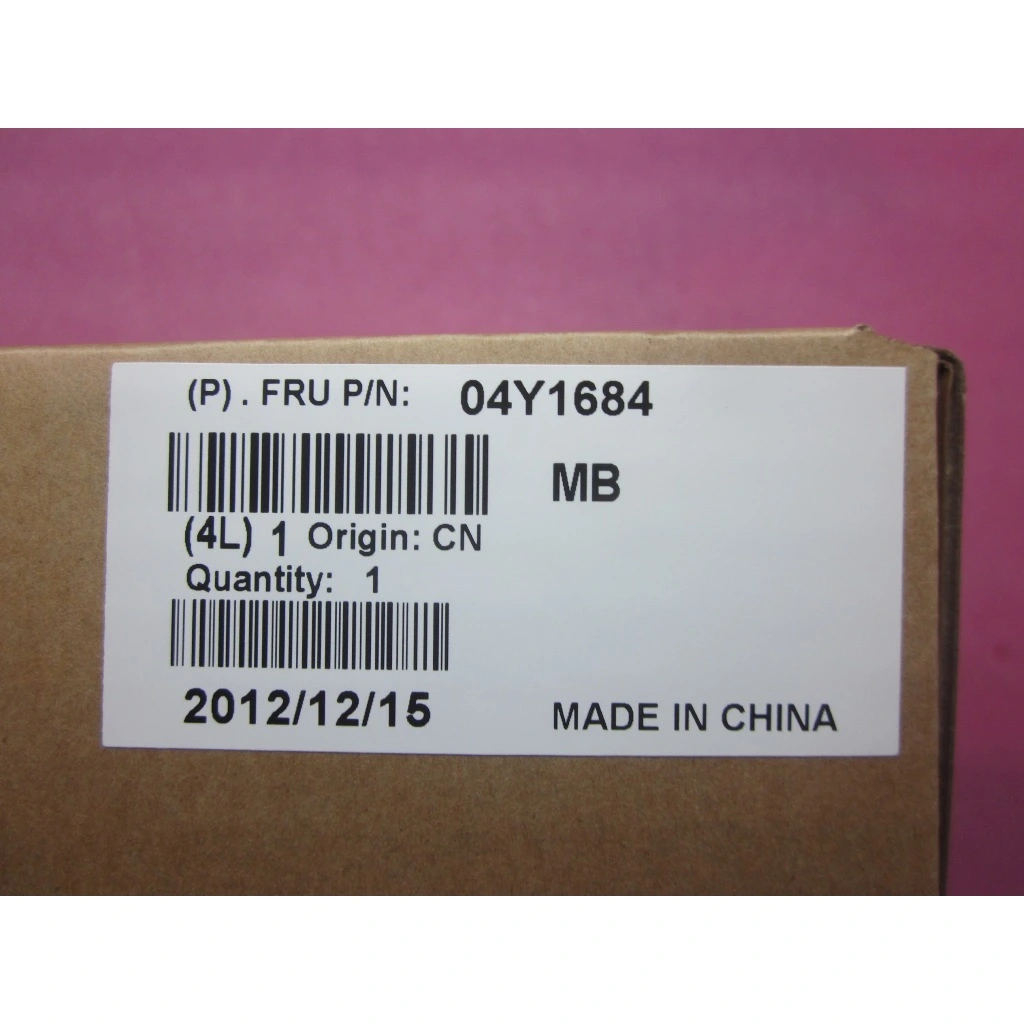 (P) . FRU P/N: 04Y1684
MB
(4L) 1 Origin: CN
Quantity: 1
2012/12/15
MADE IN CHINA